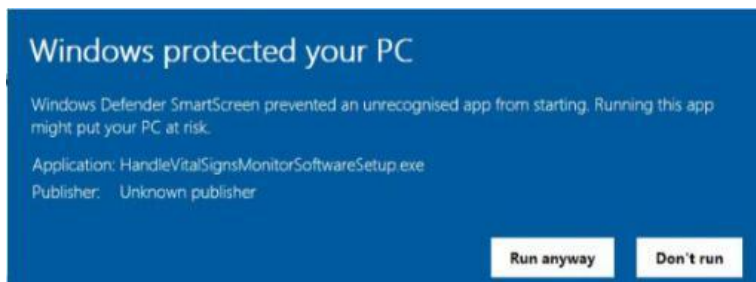 Windows protected your PC
Windows Defender SmartScreen prevented an unrecognised app from starting. Running this app
might put your PC at risk.
Application: HandleVitalSignsMonitorSoftwareSetup.exe
Publisher: Unknown publisher
Run anyway
Don't run